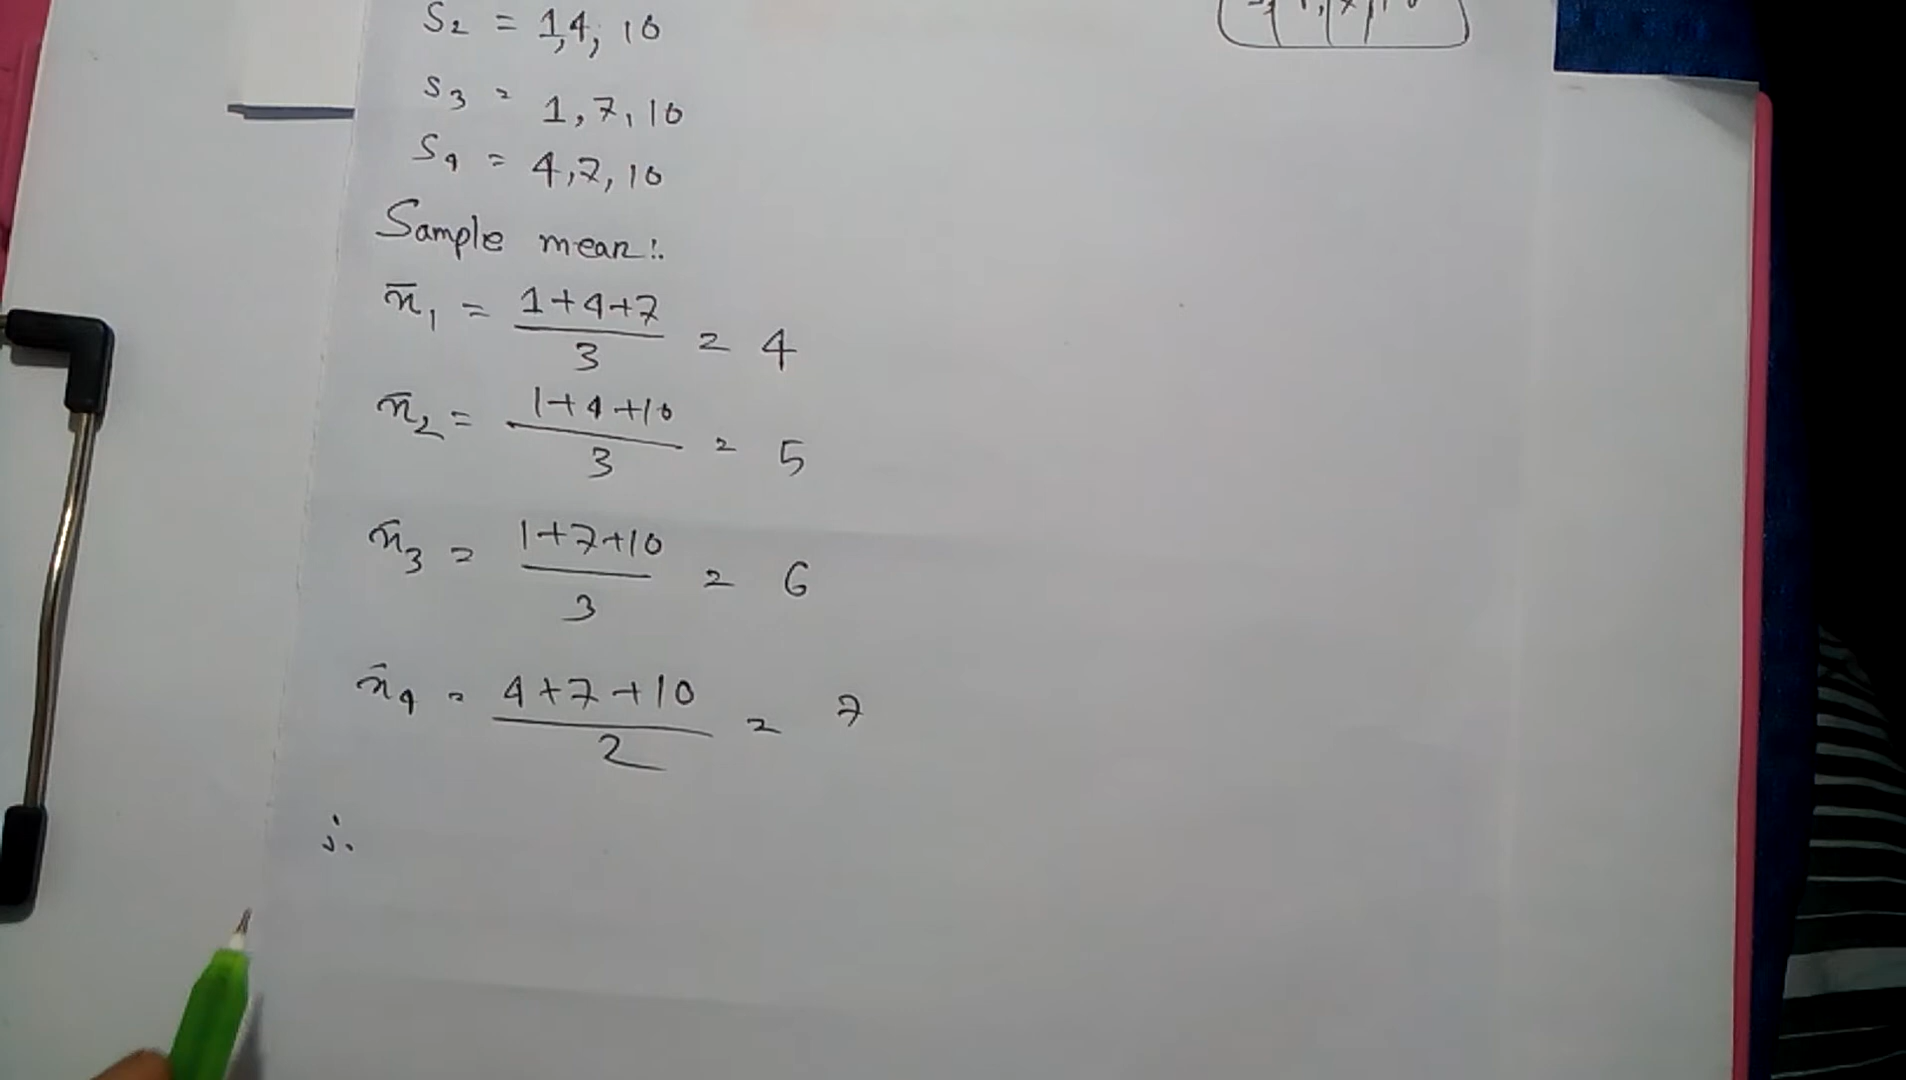 S2 = 1,4, 10
S3 = 1, 7, 10
S4 = 4,7, 10
Sample mean:.
x̄1 = (1+4+7)/3 = 4
x̄2 = (1+4+10)/3 = 5
x̄3 = (1+7+10)/3 = 6
x̄4 = (4+7+10)/2 = 7
∴